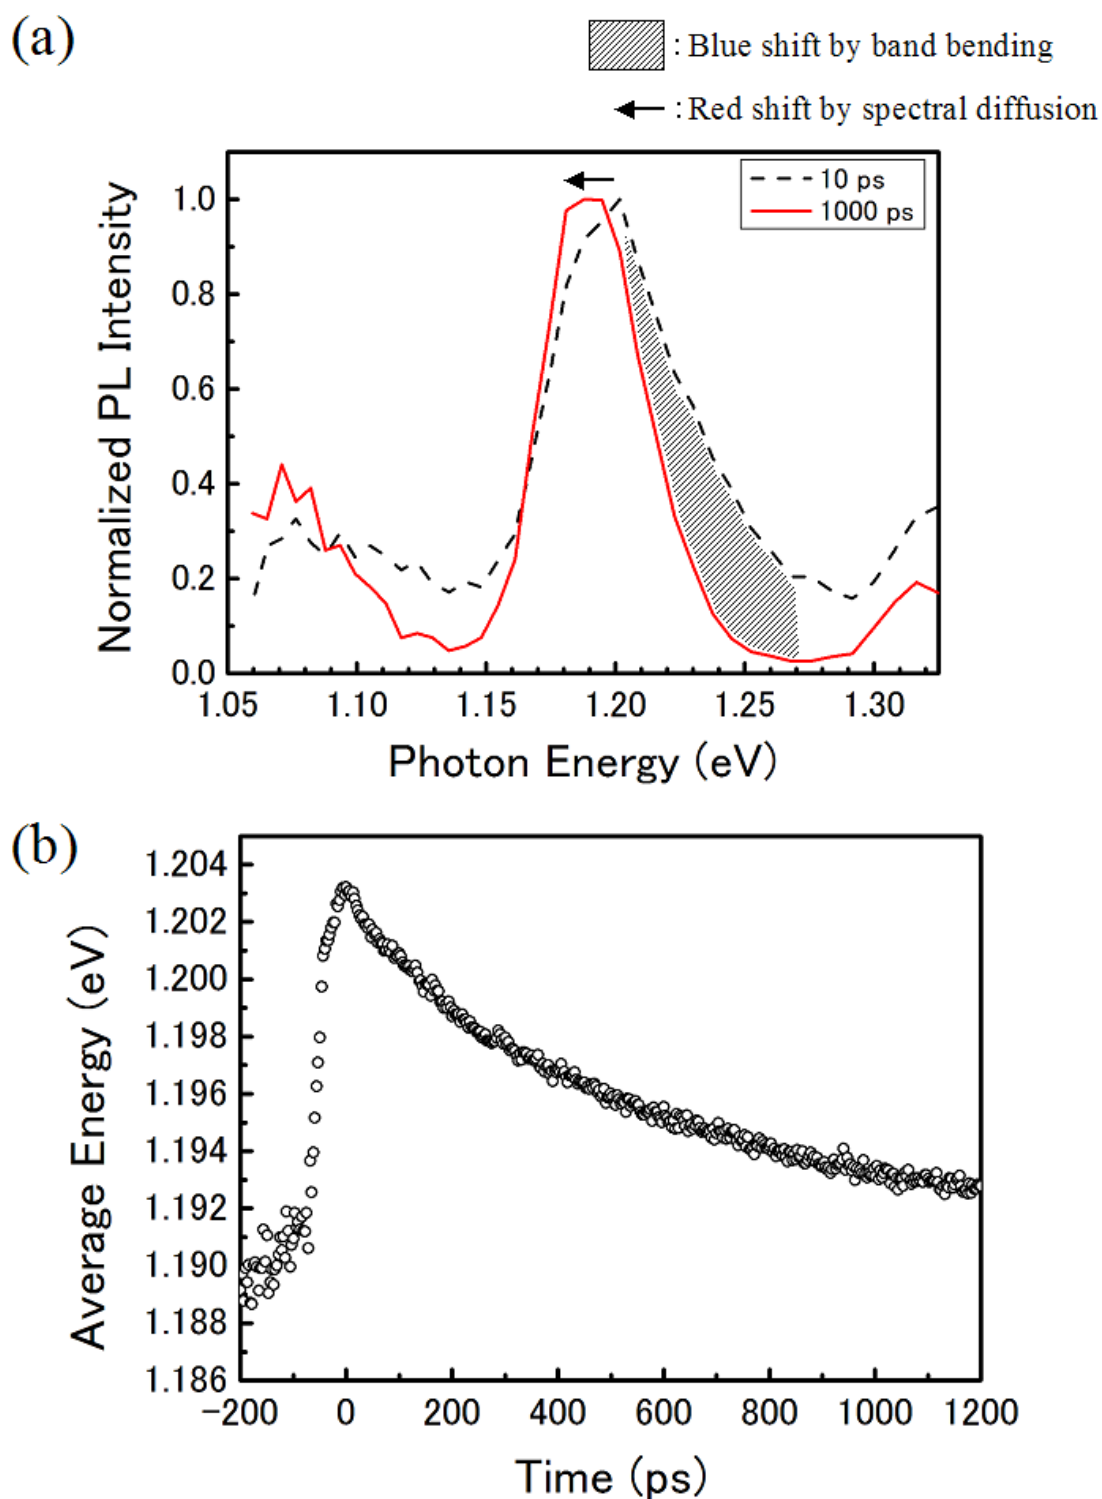 (a)
: Blue shift by band bending
: Red shift by spectral diffusion
10 ps
1000 ps
Normalized PL Intensity
1.0
0.8
0.6
0.4
0.2
0.0
1.05 1.10 1.15 1.20 1.25 1.30
Photon Energy (eV)
(b)
Average Energy (eV)
1.204
1.202
1.200
1.198
1.196
1.194
1.192
1.190
1.188
1.186
−200 0 200 400 600 800 1000 1200
Time (ps)